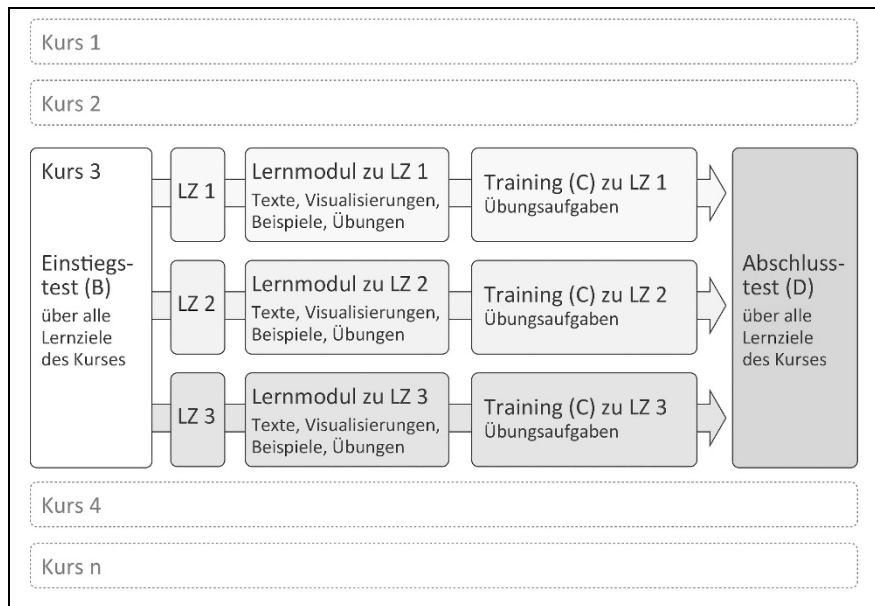 Kurs 1
Kurs 2
Kurs 3
Einstiegs-
test (B)
über alle
Lernziele
des Kurses
LZ 1
Lernmodul zu LZ 1
Texte, Visualisierungen,
Beispiele, Übungen
Training (C) zu LZ 1
Übungsaufgaben
LZ 2
Lernmodul zu LZ 2
Texte, Visualisierungen,
Beispiele, Übungen
Training (C) zu LZ 2
Übungsaufgaben
LZ 3
Lernmodul zu LZ 3
Texte, Visualisierungen,
Beispiele, Übungen
Training (C) zu LZ 3
Übungsaufgaben
Abschluss-
test (D)
über alle
Lernziele
des Kurses
Kurs 4
Kurs n